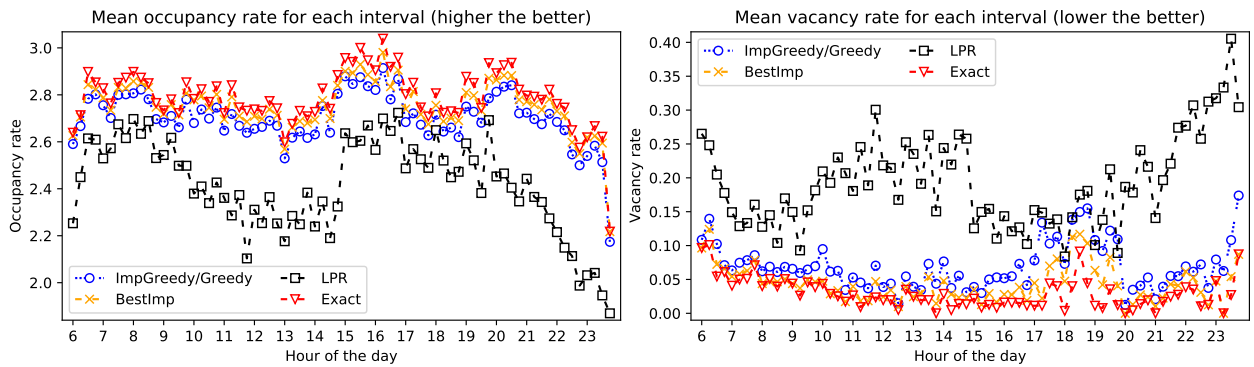 Mean occupancy rate for each interval (higher the better)
3.0
2.8
2.6
2.4
2.2
2.0
Occupancy rate
ImpGreedy/Greedy
BestImp
LPR
Exact
6 7 8 9 10 11 12 13 14 15 16 17 18 19 20 21 22 23
Hour of the day
Mean vacancy rate for each interval (lower the better)
0.40
0.35
0.30
0.25
0.20
0.15
0.10
0.05
0.00
Vacancy rate
ImpGreedy/Greedy
BestImp
LPR
Exact
6 7 8 9 10 11 12 13 14 15 16 17 18 19 20 21 22 23
Hour of the day